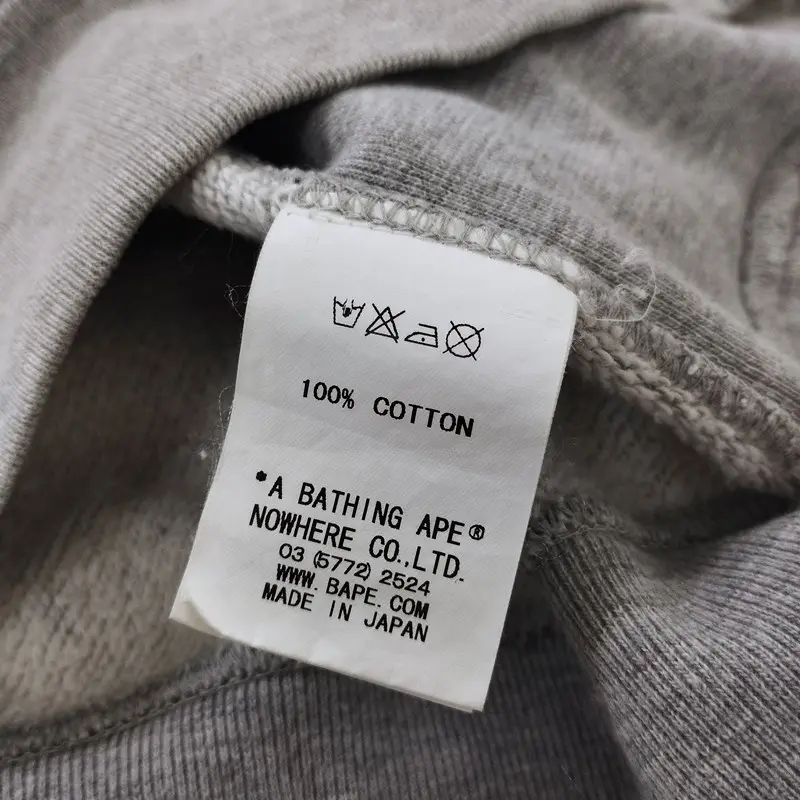 100% COTTON
*A BATHING APE®
NOWHERE CO.,LTD.
03 (5772) 2524
WWW. BAPE. COM
MADE IN JAPAN